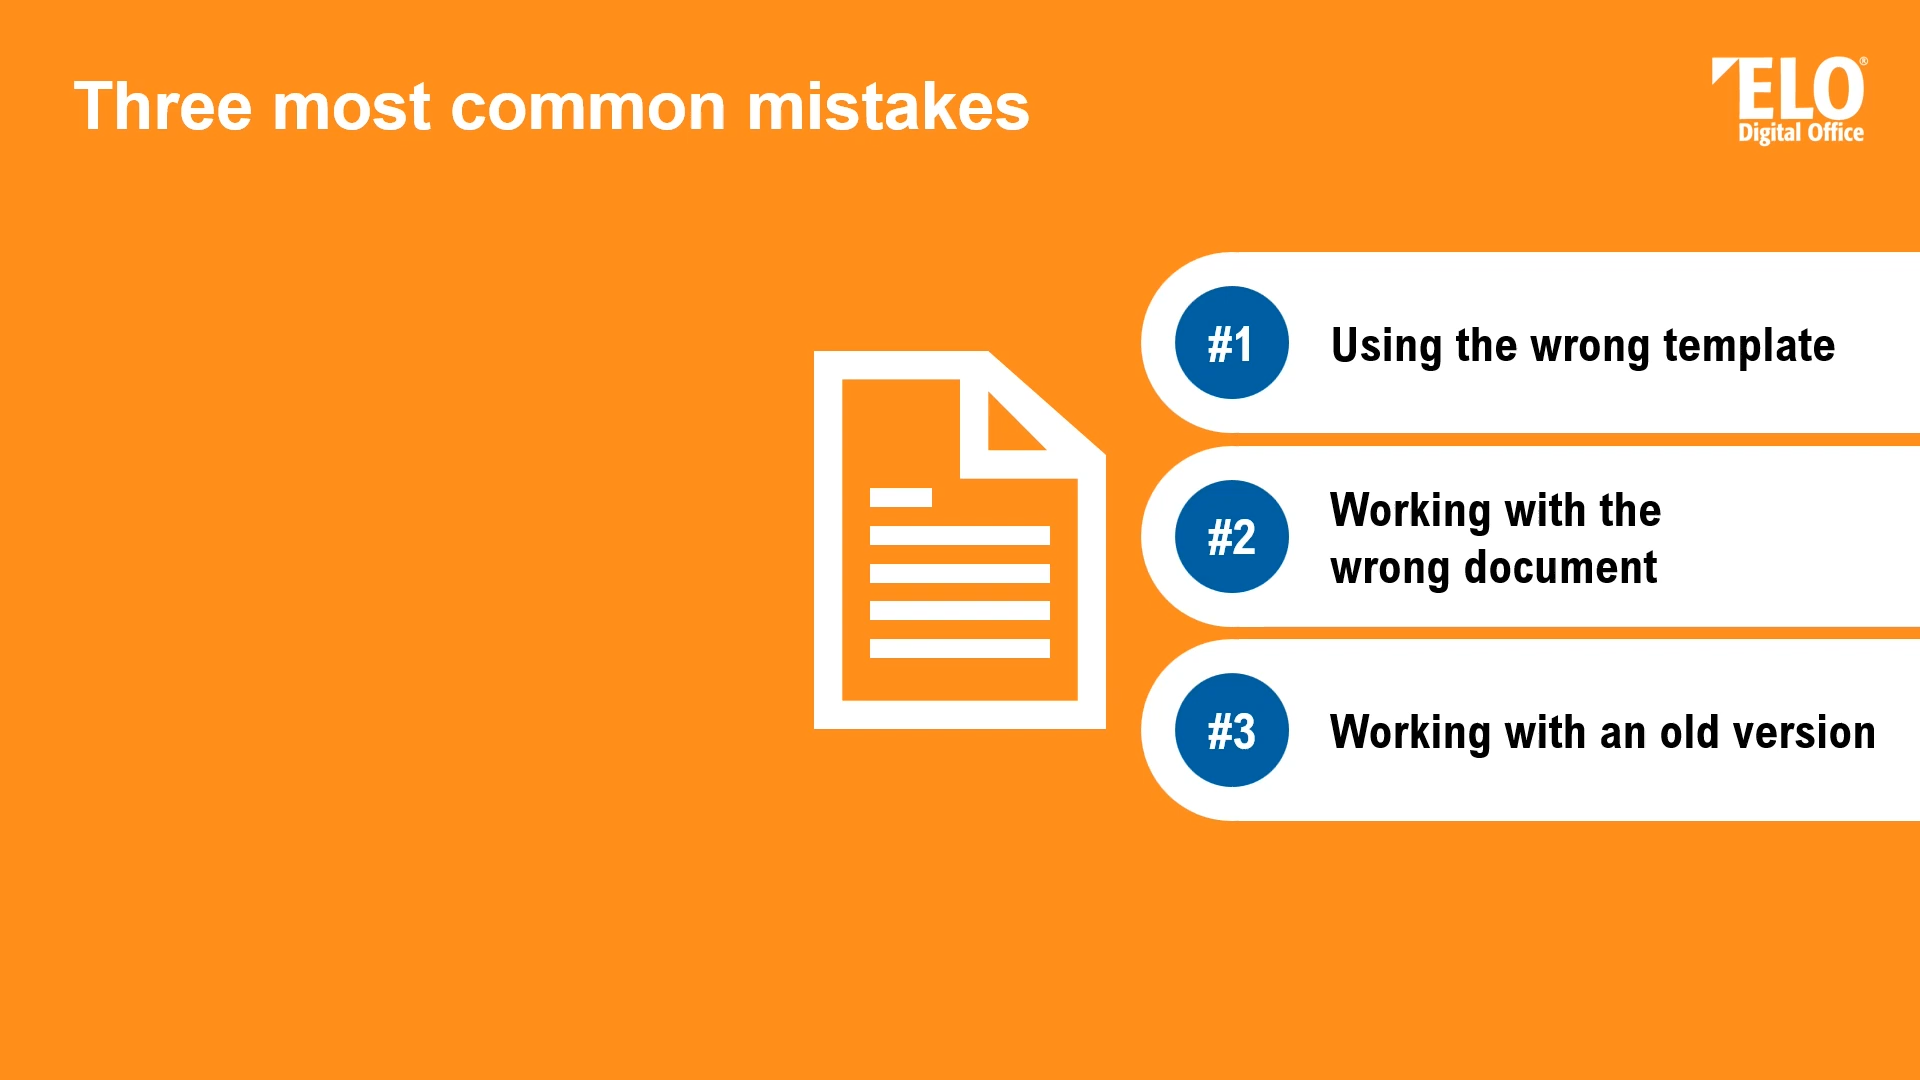 Three most common mistakes
ELO®
Digital Office
#1
Using the wrong template
#2
Working with the
wrong document
#3
Working with an old version